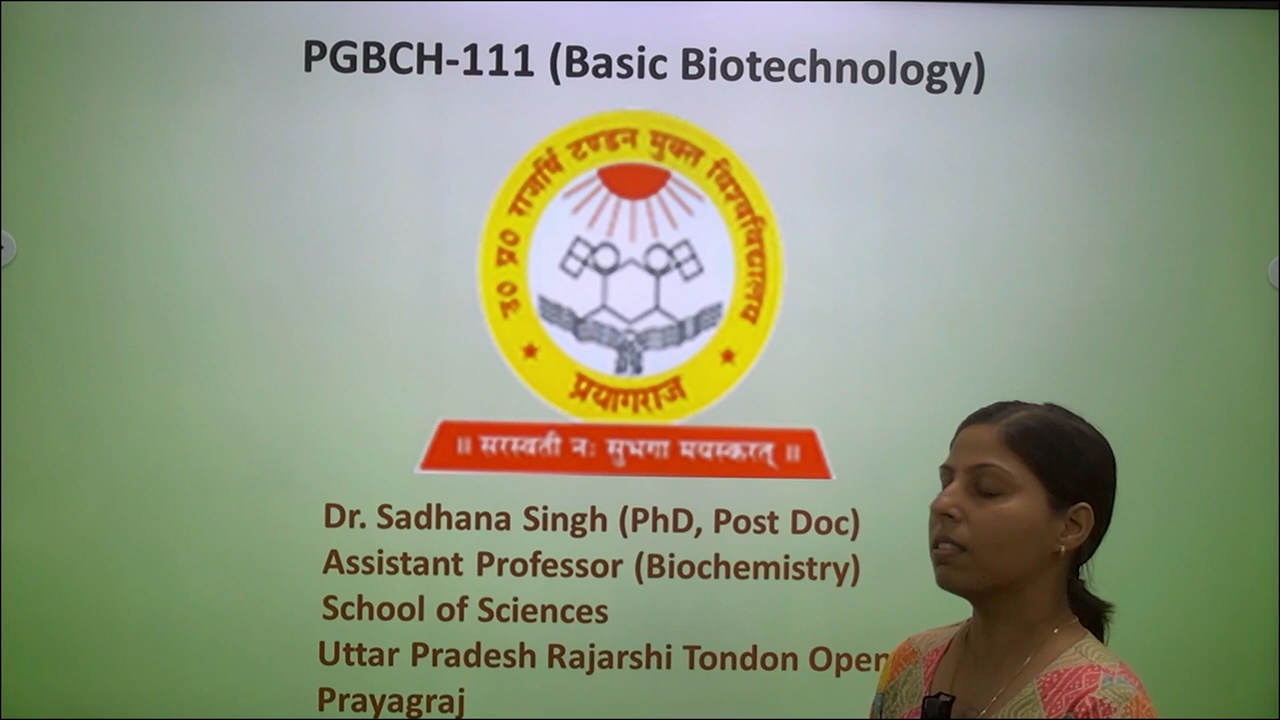 PGBCH-111 (Basic Biotechnology)
उ० प्र० राजर्षि टण्डन मुक्त विश्वविद्यालय
प्रयागराज
॥ सरस्वती नः सुभगा मयस्करत् ॥
Dr. Sadhana Singh (PhD, Post Doc)
Assistant Professor (Biochemistry)
School of Sciences
Uttar Pradesh Rajarshi Tondon Open
Prayagraj